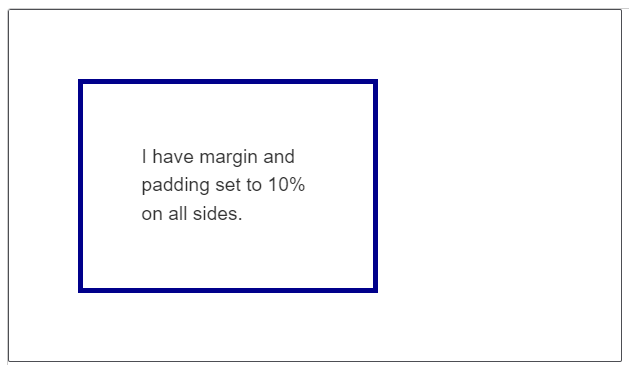 I have margin and
padding set to 10%
on all sides.